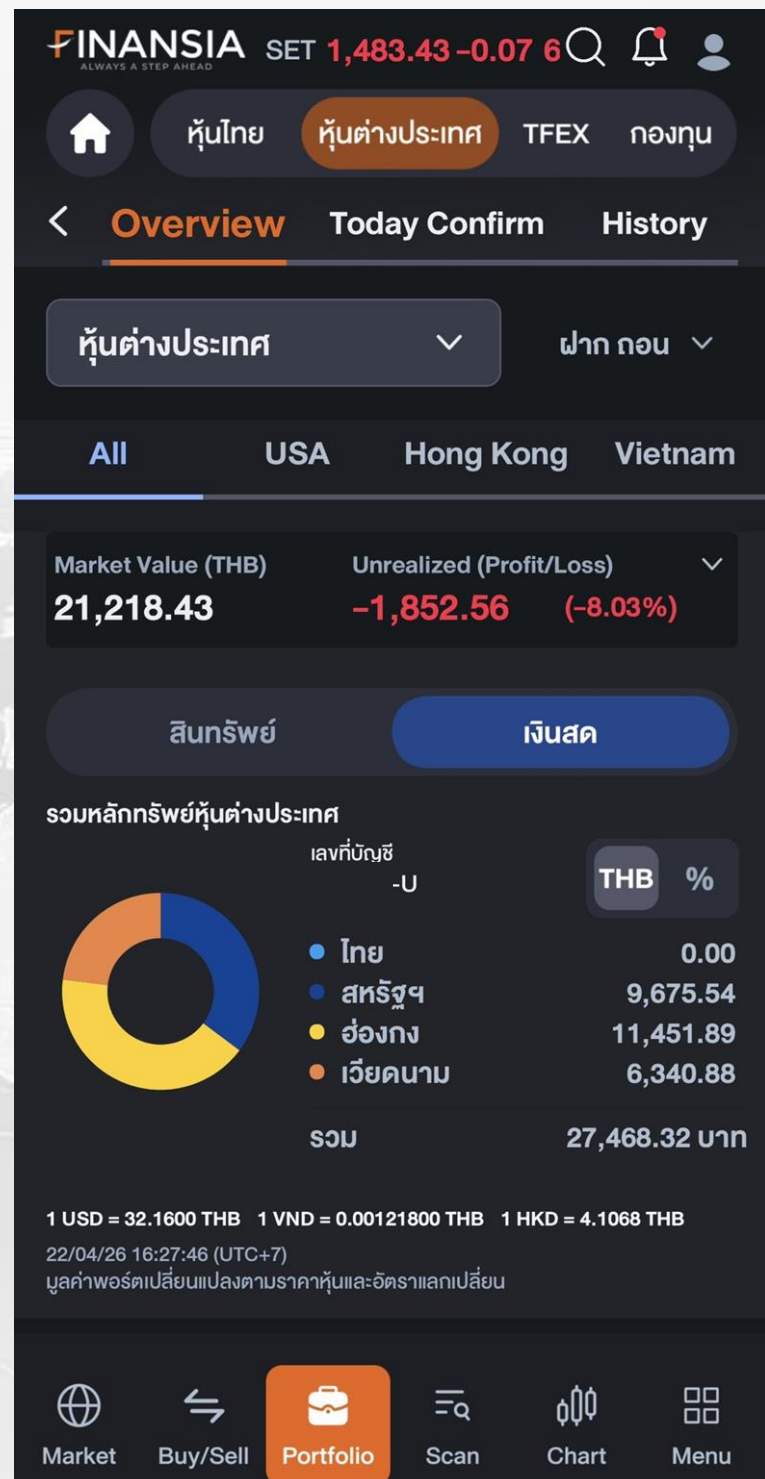 FINANSIA SET 1,483.43 -0.07 6
ALWAYS A STEP AHEAD
หุ้นไทย หุ้นต่างประเทศ TFEX กองทุน
Overview Today Confirm History
หุ้นต่างประเทศ ฝาก ถอน
All USA Hong Kong Vietnam
Market Value (THB) Unrealized (Profit/Loss)
21,218.43 -1,852.56 (-8.03%)
สินทรัพย์ เงินสด
รวมหลักทรัพย์หุ้นต่างประเทศ
เลขที่บัญชี
-U THB %
ไทย 0.00
สหรัฐฯ 9,675.54
ฮ่องกง 11,451.89
เวียดนาม 6,340.88
รวม 27,468.32 บาท
1 USD = 32.1600 THB 1 VND = 0.00121800 THB 1 HKD = 4.1068 THB
22/04/26 16:27:46 (UTC+7)
มูลค่าพอร์ตเปลี่ยนแปลงตามราคาหุ้นและอัตราแลกเปลี่ยน
Market Buy/Sell Portfolio Scan Chart Menu